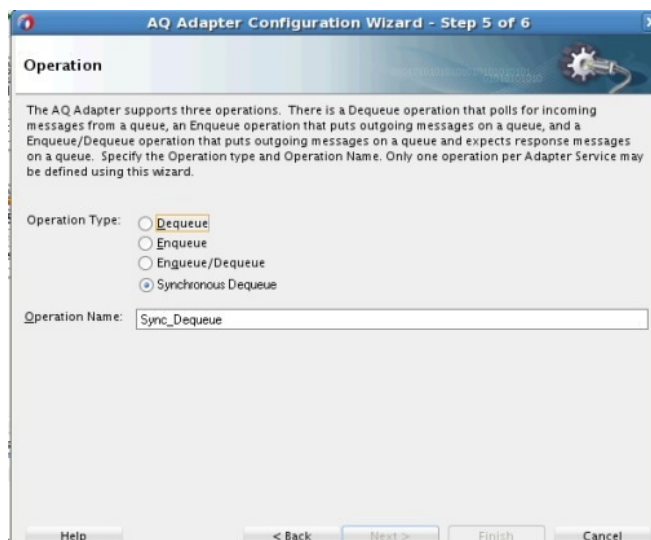 AQ Adapter Configuration Wizard - Step 5 of 6
Operation
The AQ Adapter supports three operations. There is a Dequeue operation that polls for incoming
messages from a queue, an Enqueue operation that puts outgoing messages on a queue, and a
Enqueue/Dequeue operation that puts outgoing messages on a queue and expects response messages
on a queue. Specify the Operation type and Operation Name. Only one operation per Adapter Service may
be defined using this wizard.
Operation Type:
Dequeue
Enqueue
Enqueue/Dequeue
Synchronous Dequeue
Operation Name: Sync_Dequeue
Help < Back Next > Finish Cancel